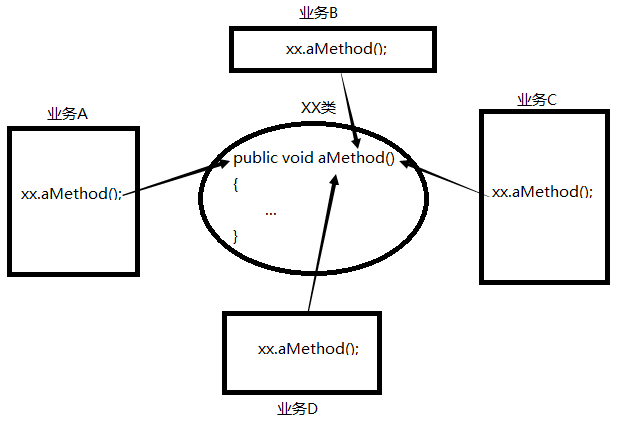 业务B
xx.aMethod();
XX类
业务A
业务C
public void aMethod()
xx.aMethod();
{
xx.aMethod();
...
}
xx.aMethod();
业务D